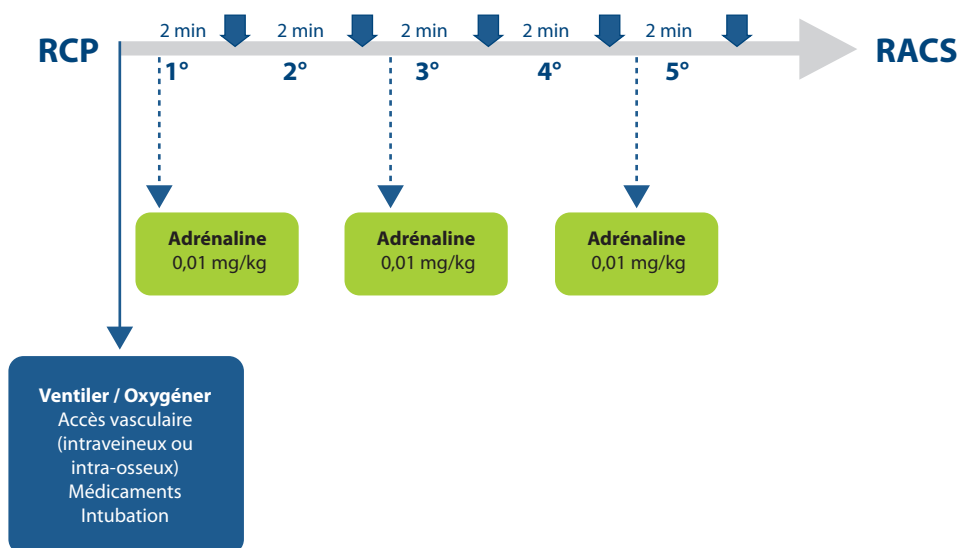 RCP
2 min
2 min
2 min
2 min
2 min
RACS
1°
2°
3°
4°
5°
Adrénaline
0,01 mg/kg
Adrénaline
0,01 mg/kg
Adrénaline
0,01 mg/kg
Ventiler / Oxygéner
Accès vasculaire
(intraveineux ou
intra-osseux)
Médicaments
Intubation